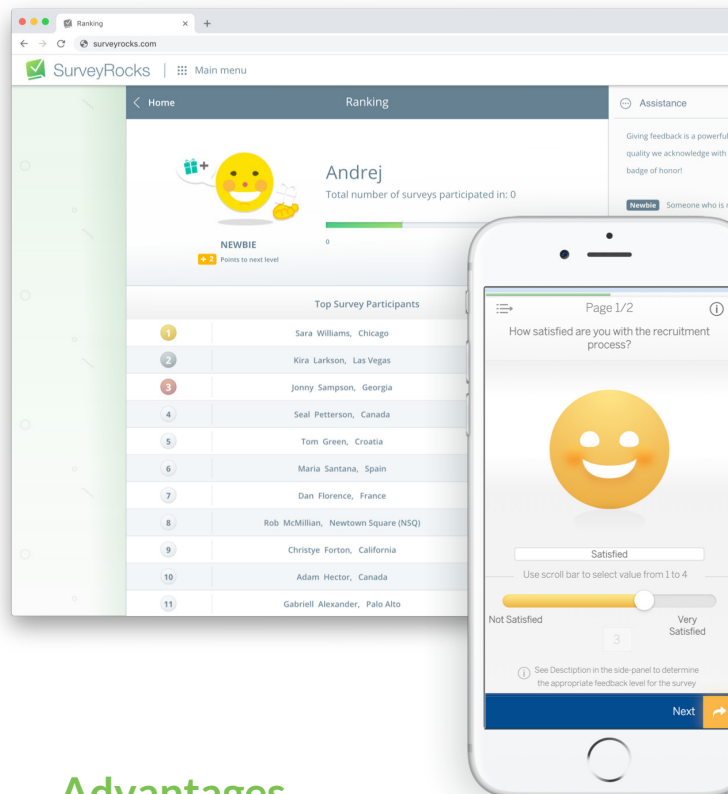 Ranking
surveyrocks.com
SurveyRocks
Main menu
Home
Ranking
Assistance
Giving feedback is a powerful
quality we acknowledge with
badge of honor!
Newbie Someone who is
+
Andrej
Total number of surveys participated in: 0
0
NEWBIE
+ 2 Points to next level
Top Survey Participants
1 Sara Williams, Chicago
2 Kira Larkson, Las Vegas
3 Jonny Sampson, Georgia
4 Seal Petterson, Canada
5 Tom Green, Croatia
6 Maria Santana, Spain
7 Dan Florence, France
8 Rob McMillian, Newtown Square (NSQ)
9 Christye Forton, California
10 Adam Hector, Canada
11 Gabriell Alexander, Palo Alto
Page 1/2
How satisfied are you with the recruitment
process?
Satisfied
Use scroll bar to select value from 1 to 4
Not Satisfied
Very
Satisfied
3
See Desctiption in the side-panel to determine
the appropriate feedback level for the survey
Next
Advantages